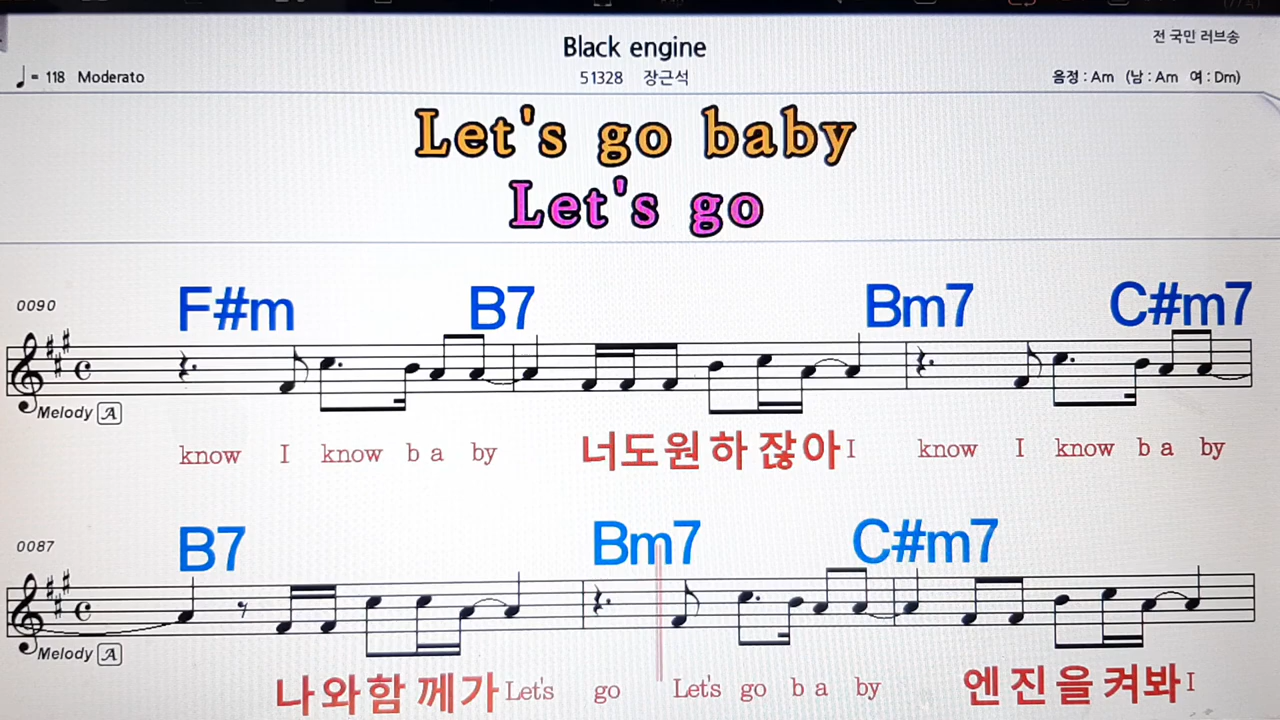 Black engine
전 국민 러브송
♩= 118 Moderato
51328 장근석
음정 : Am (남 : Am 여 : Dm)
Let's go baby
Let's go
F#m B7 Bm7 C#m7
0090
Melody A
know I know b a by 너도원하 잖아 I know I know b a by
B7 Bm7 C#m7
0087
Melody A
나와함 께가 Let's go Let's go b a by 엔진을 켜봐 I